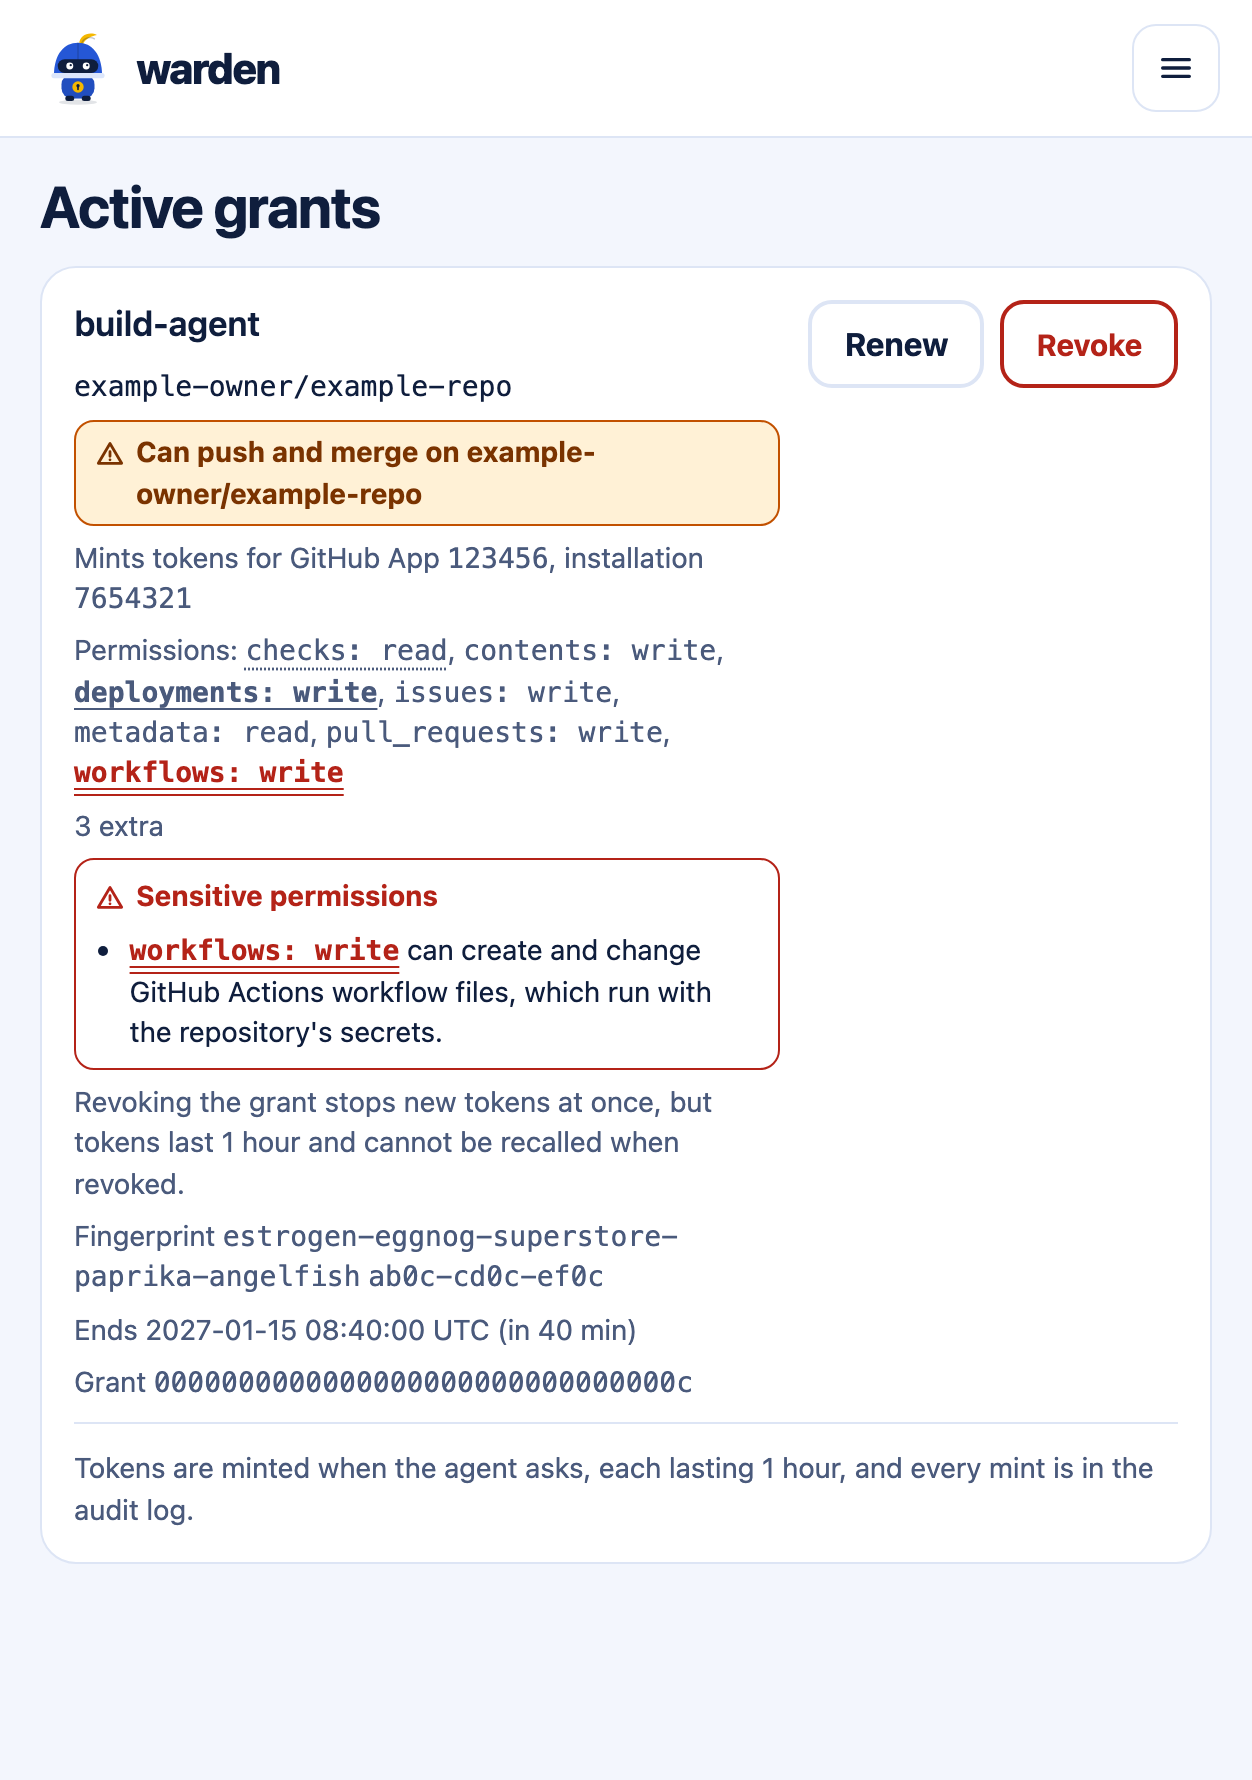 warden
Active grants
build-agent
Renew
Revoke
example-owner/example-repo
Can push and merge on example-
owner/example-repo
Mints tokens for GitHub App 123456, installation
7654321
Permissions: checks: read, contents: write,
deployments: write, issues: write,
metadata: read, pull_requests: write,
workflows: write
3 extra
Sensitive permissions
• workflows: write can create and change
GitHub Actions workflow files, which run with
the repository's secrets.
Revoking the grant stops new tokens at once, but
tokens last 1 hour and cannot be recalled when
revoked.
Fingerprint estrogen-eggnog-superstore-
paprika-angelfish ab0c-cd0c-ef0c
Ends 2027-01-15 08:40:00 UTC (in 40 min)
Grant 0000000000000000000000000000000c
Tokens are minted when the agent asks, each lasting 1 hour, and every mint is in the
audit log.